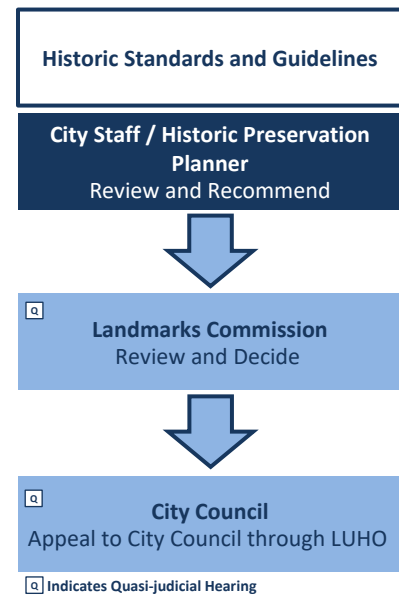 Historic Standards and Guidelines
City Staff / Historic Preservation
Planner
Review and Recommend
Q
Landmarks Commission
Review and Decide
Q
City Council
Appeal to City Council through LUHO
Q Indicates Quasi-judicial Hearing